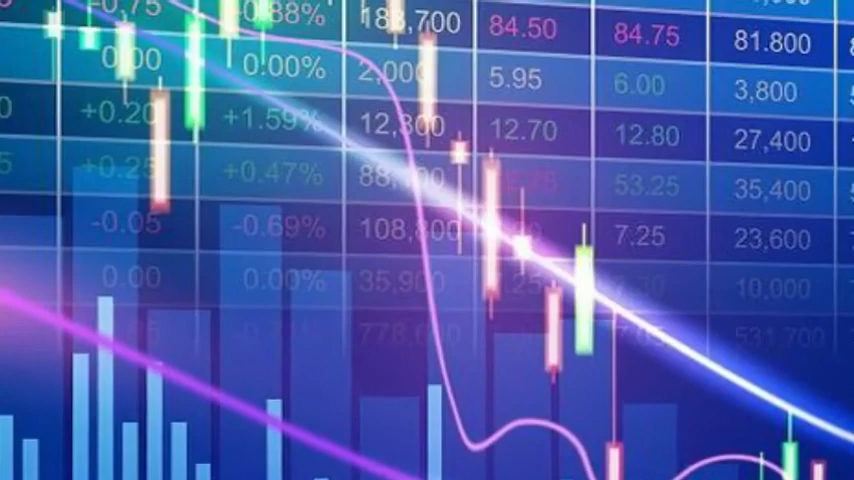 -0.75 0.88% 183,700 84.50 84.75 81.800
0.00 0.00% 2,000 5.95 6.00 3,800
+0.20 +1.59% 12,300 12.70 12.80 27,400
+0.25 +0.47% 53.25 35,400
-0.05 -0.69% 108,800 7.25 23,600
0.00 0.00% 35,900 10,000
7.05 531,700